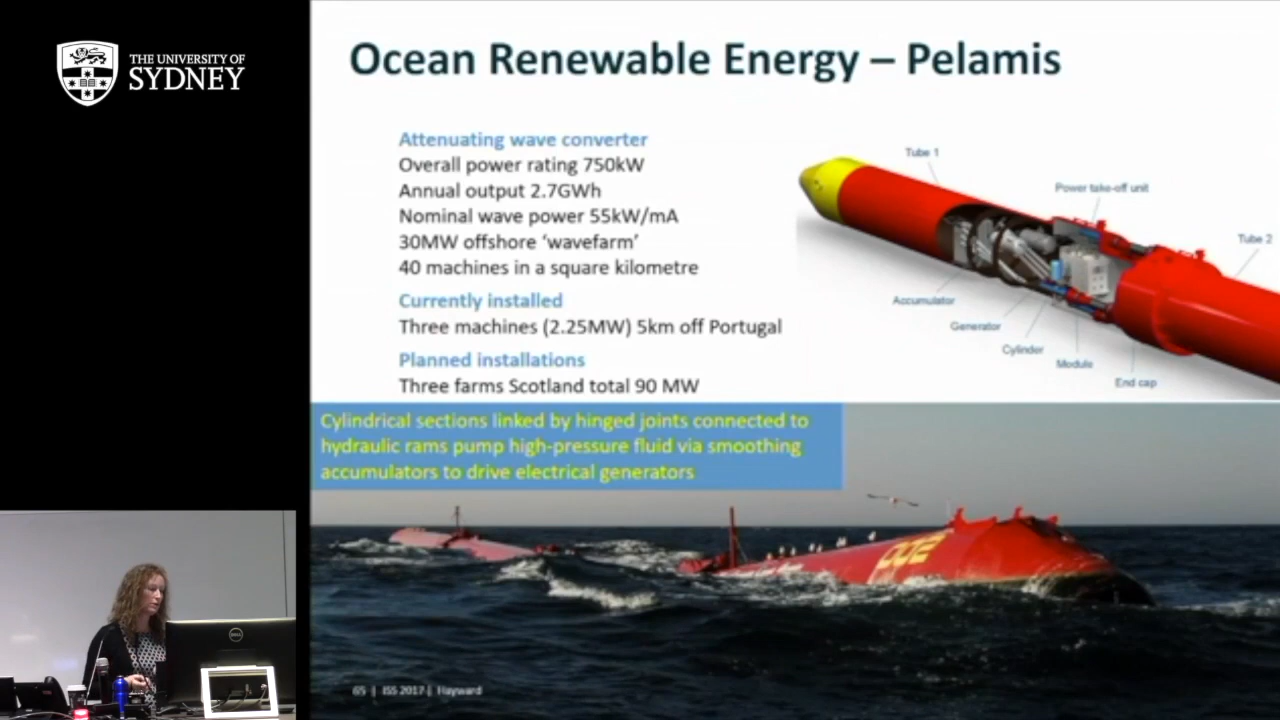 THE UNIVERSITY OF
SYDNEY
Ocean Renewable Energy – Pelamis
Attenuating wave converter
Overall power rating 750kW
Annual output 2.7GWh
Nominal wave power 55kW/mA
30MW offshore ‘wavefarm’
40 machines in a square kilometre
Currently installed
Three machines (2.25MW) 5km off Portugal
Planned installations
Three farms Scotland total 90 MW
Tube 1
Power take-off unit
Tube 2
Accumulator
Generator
Cylinder
Module
End cap
Cylindrical sections linked by hinged joints connected to
hydraulic rams pump high-pressure fluid via smoothing
accumulators to drive electrical generators
65 | ISS 2017 | Hayward
DELL